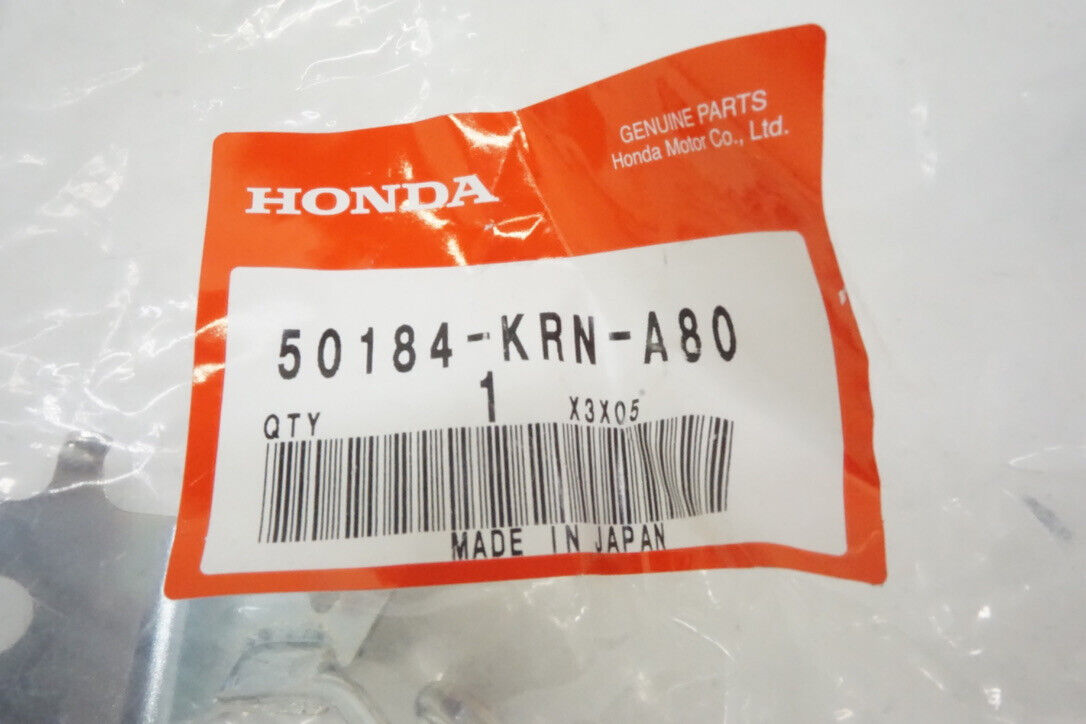 GENUINE PARTS
Honda Motor Co., Ltd.
HONDA
50184-KRN-A80
QTY 1 X3X05
MADE IN JAPAN